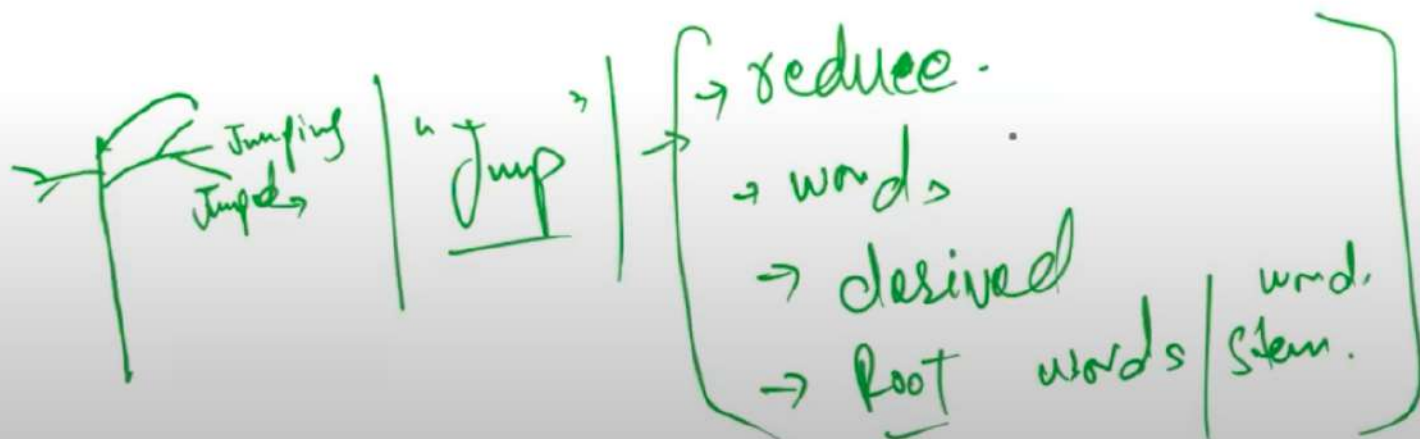 Jumping
Jumped
"Jump"
→ reduce.
→ words
→ derived
→ Root words | word stem.